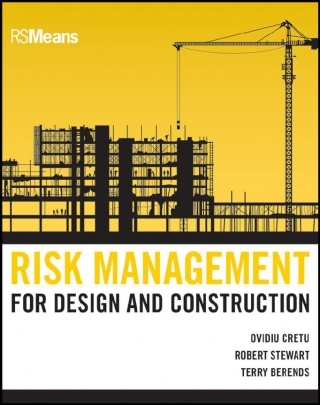 RSMeans
RISK MANAGEMENT
FOR DESIGN AND CONSTRUCTION
OVIDIU CRETU
ROBERT STEWART
TERRY BERENDS